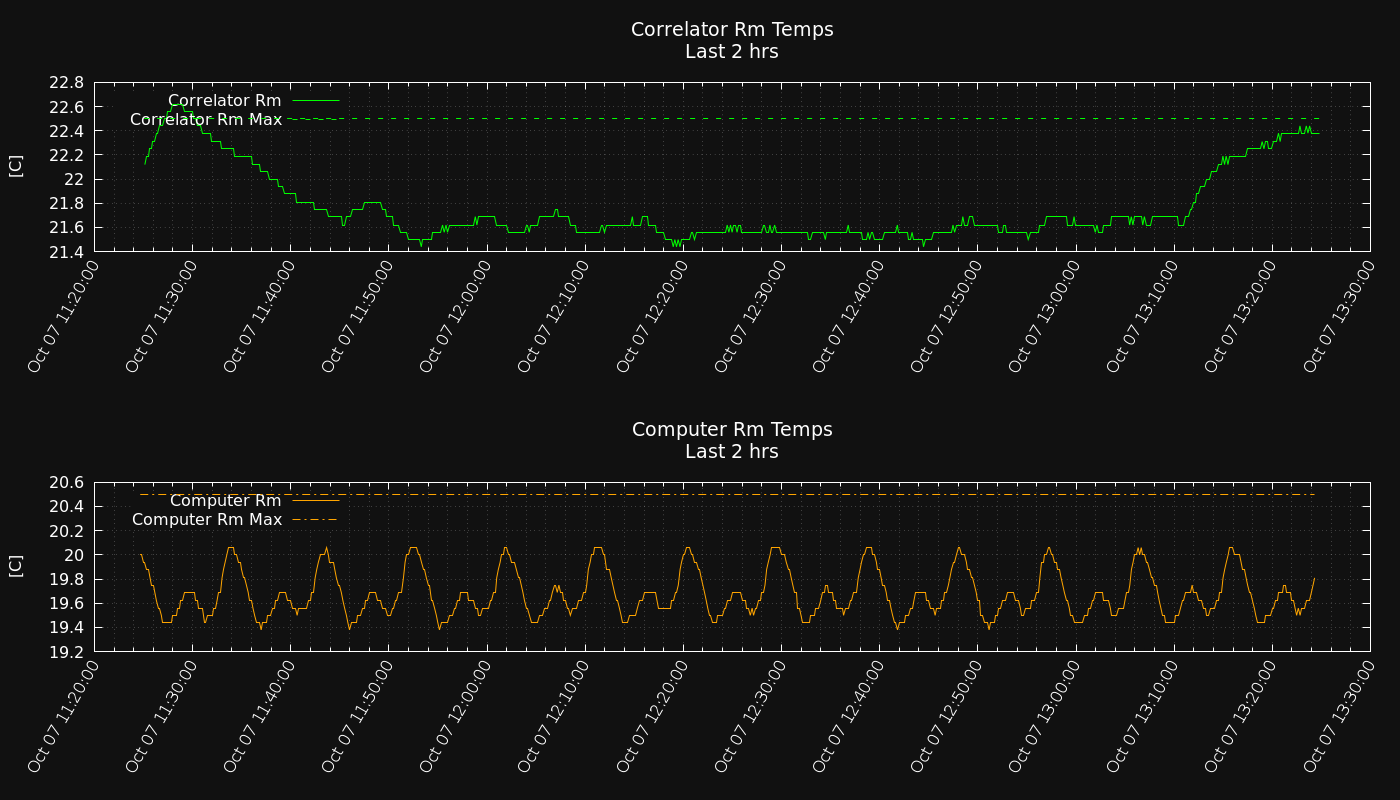 Correlator Rm Temps
Last 2 hrs
22.8
22.6
22.4
22.2
22
21.8
21.6
21.4
[C]
Correlator Rm
Correlator Rm Max
Oct 07 11:20:00
Oct 07 11:30:00
Oct 07 11:40:00
Oct 07 11:50:00
Oct 07 12:00:00
Oct 07 12:10:00
Oct 07 12:20:00
Oct 07 12:30:00
Oct 07 12:40:00
Oct 07 12:50:00
Oct 07 13:00:00
Oct 07 13:10:00
Oct 07 13:20:00
Oct 07 13:30:00
Computer Rm Temps
Last 2 hrs
20.6
20.4
20.2
20
19.8
19.6
19.4
19.2
[C]
Computer Rm
Computer Rm Max
Oct 07 11:20:00
Oct 07 11:30:00
Oct 07 11:40:00
Oct 07 11:50:00
Oct 07 12:00:00
Oct 07 12:10:00
Oct 07 12:20:00
Oct 07 12:30:00
Oct 07 12:40:00
Oct 07 12:50:00
Oct 07 13:00:00
Oct 07 13:10:00
Oct 07 13:20:00
Oct 07 13:30:00